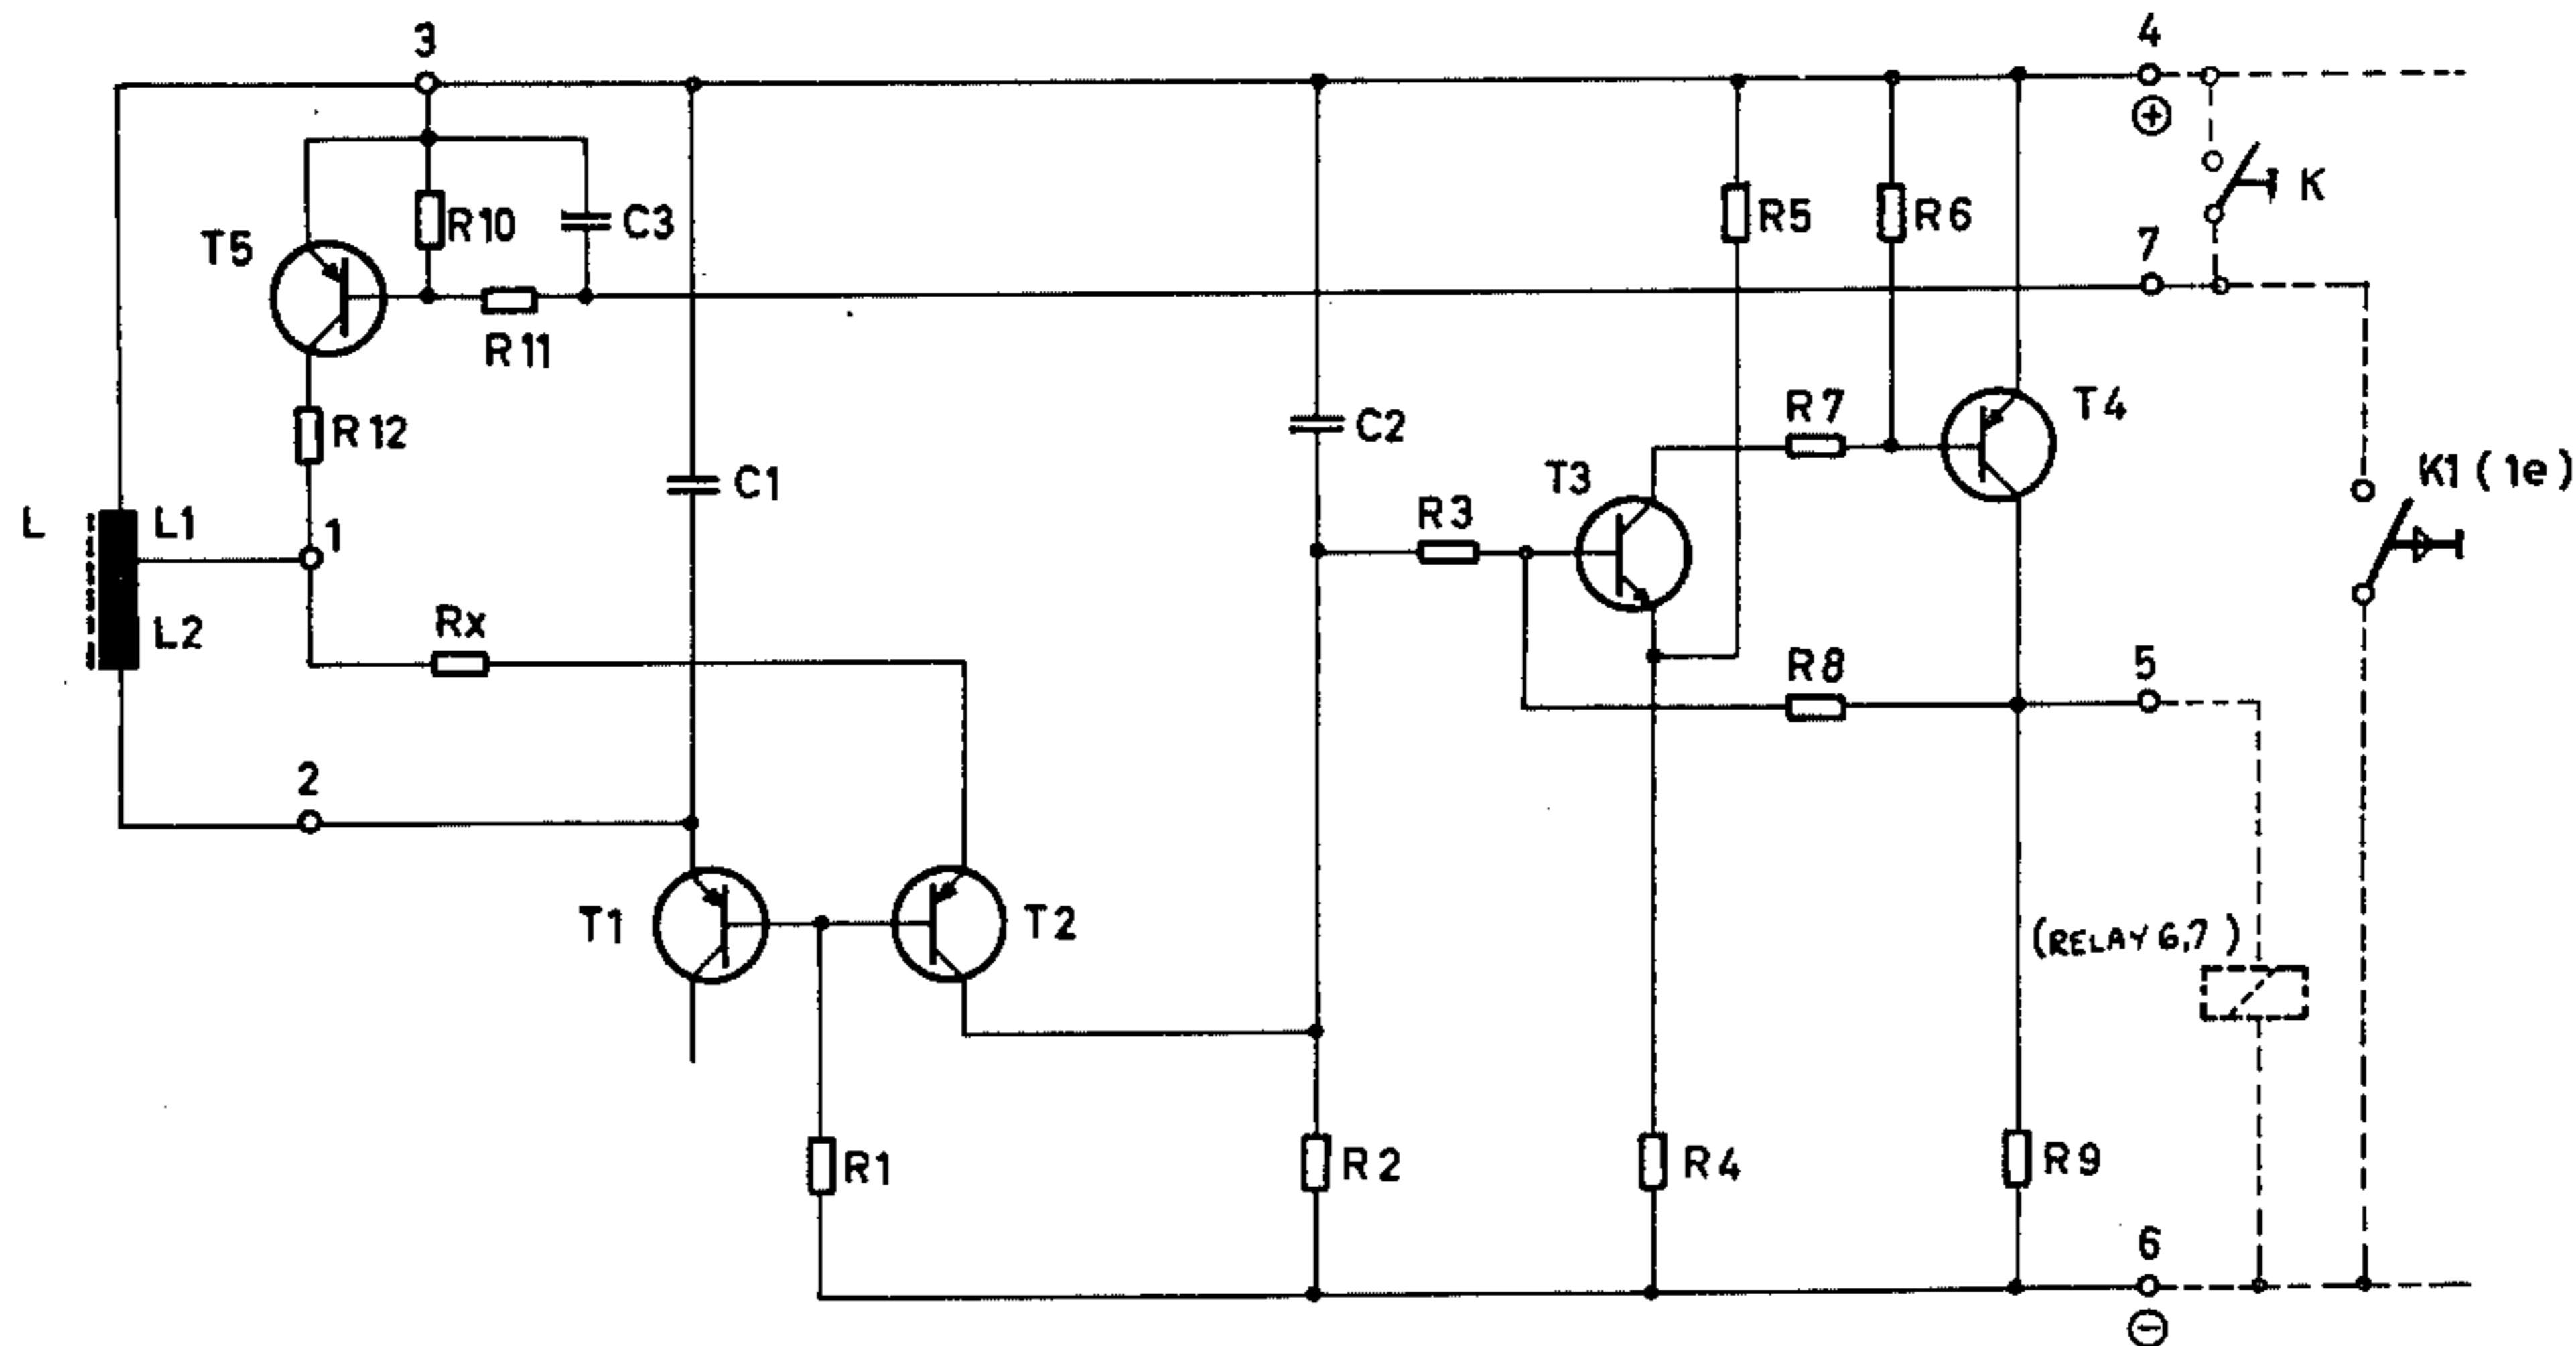 3
4
+
K
R10
C3
R5
R6
T5
7
R11
R12
C2
R7
T4
K1 (1e)
C1
T3
L
L1
1
R3
L2
Rx
R8
5
2
T1
T2
(RELAY 6,7)
R1
R2
R4
R9
6
-